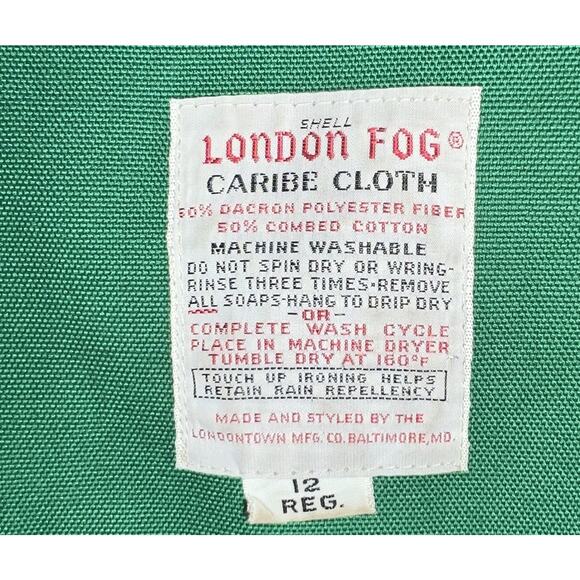 SHELL
LONDON FOG®
CARIBE CLOTH
50% DACRON POLYESTER FIBER
50% COMBED COTTON
MACHINE WASHABLE
DO NOT SPIN DRY OR WRING-
RINSE THREE TIMES-REMOVE
ALL SOAPS-HANG TO DRIP DRY
-OR-
COMPLETE WASH CYCLE
PLACE IN MACHINE DRYER
TUMBLE DRY AT 160°F
TOUCH UP IRONING HELPS
RETAIN RAIN REPELLENCY
MADE AND STYLED BY THE
LONDONTOWN MFG. CO. BALTIMORE, MD.
12
REG.